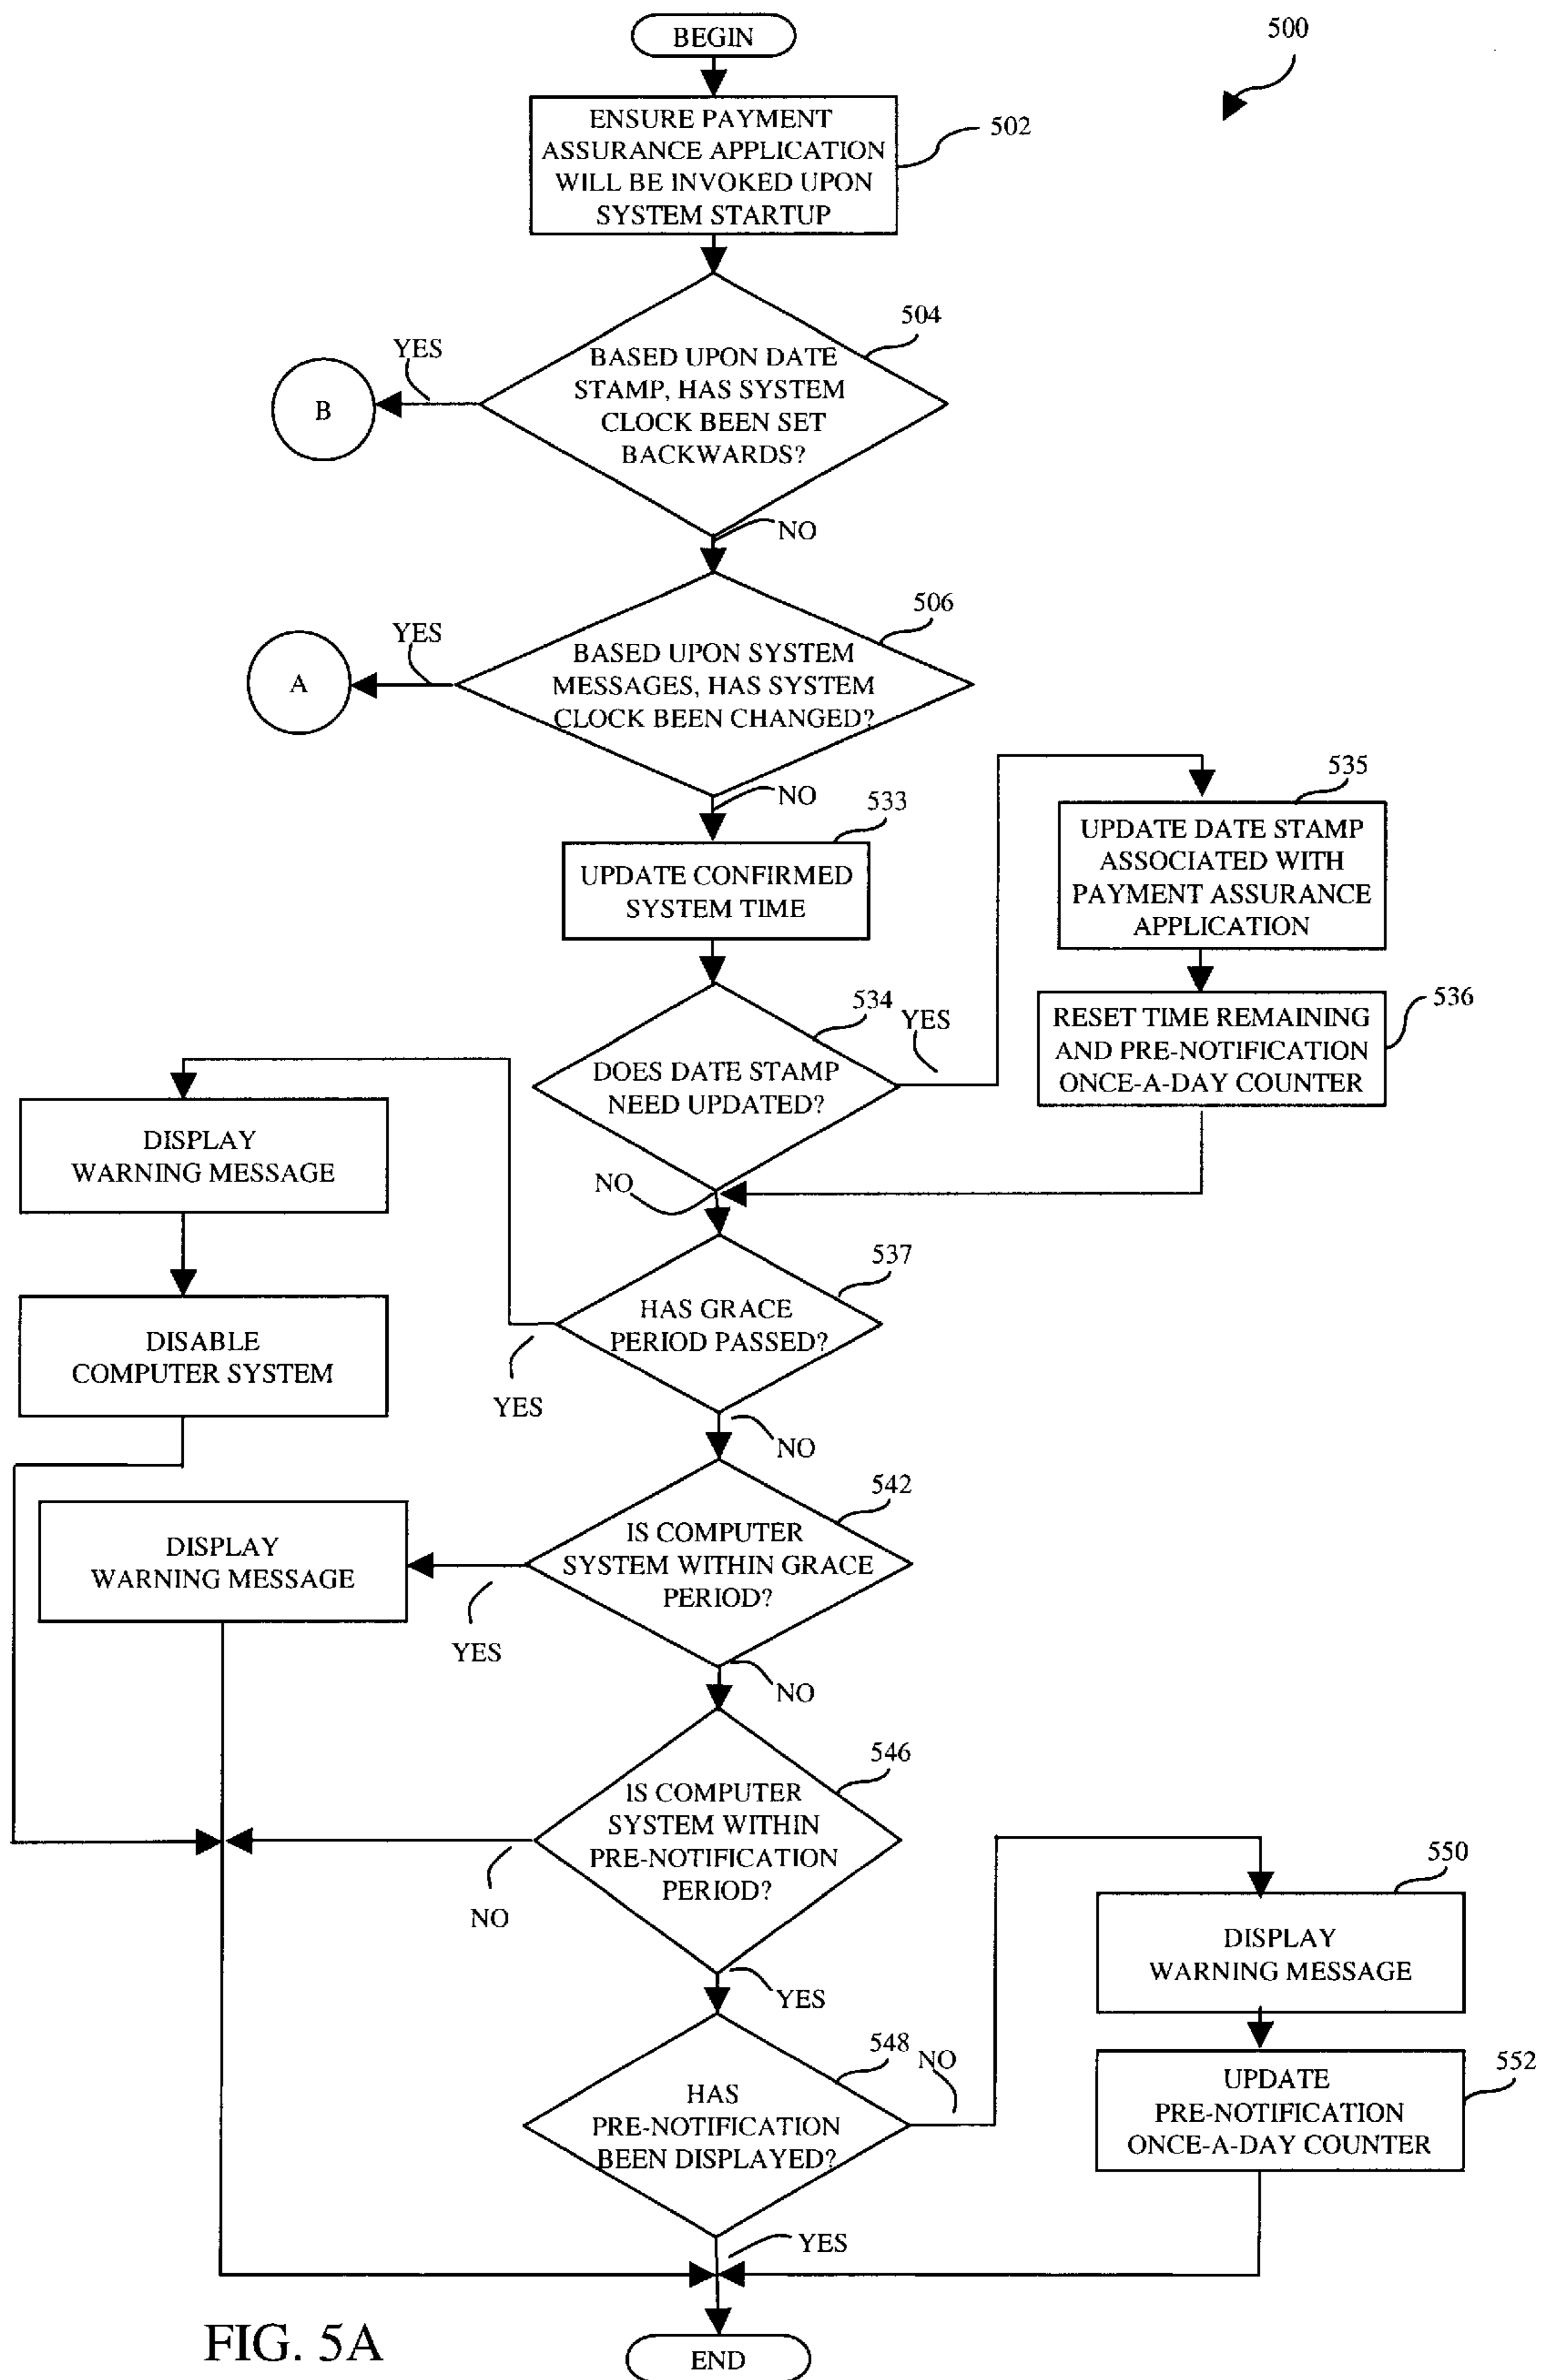 BEGIN
500
ENSURE PAYMENT
ASSURANCE APPLICATION
WILL BE INVOKED UPON
SYSTEM STARTUP
502
504
BASED UPON DATE
STAMP, HAS SYSTEM
CLOCK BEEN SET
BACKWARDS?
YES
B
NO
506
BASED UPON SYSTEM
MESSAGES, HAS SYSTEM
CLOCK BEEN CHANGED?
YES
A
NO
533
UPDATE CONFIRMED
SYSTEM TIME
535
UPDATE DATE STAMP
ASSOCIATED WITH
PAYMENT ASSURANCE
APPLICATION
534
YES
DOES DATE STAMP
NEED UPDATED?
536
RESET TIME REMAINING
AND PRE-NOTIFICATION
ONCE-A-DAY COUNTER
NO
DISPLAY
WARNING MESSAGE
DISABLE
COMPUTER SYSTEM
537
HAS GRACE
PERIOD PASSED?
YES
NO
542
IS COMPUTER
SYSTEM WITHIN GRACE
PERIOD?
DISPLAY
WARNING MESSAGE
YES
NO
546
IS COMPUTER
SYSTEM WITHIN
PRE-NOTIFICATION
PERIOD?
NO
YES
550
DISPLAY
WARNING MESSAGE
548
NO
HAS
PRE-NOTIFICATION
BEEN DISPLAYED?
552
UPDATE
PRE-NOTIFICATION
ONCE-A-DAY COUNTER
YES
FIG. 5A
END